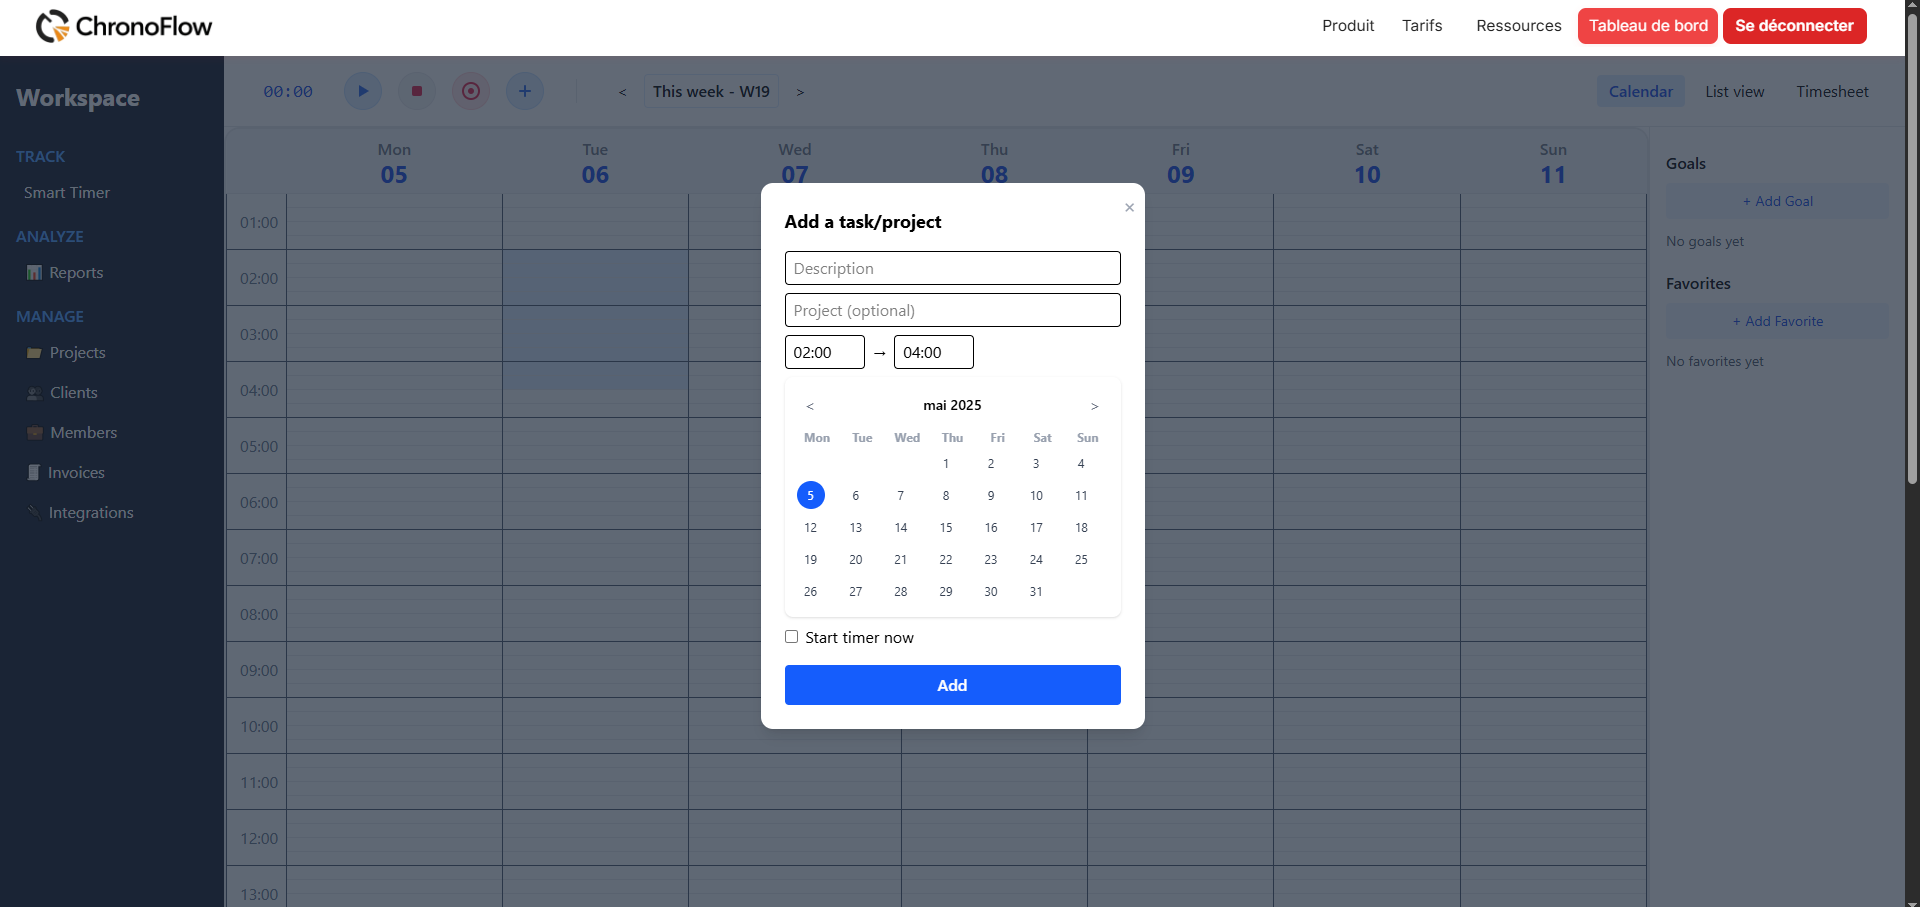 ChronoFlow
Produit Tarifs Ressources Tableau de bord Se déconnecter
Workspace
TRACK
Smart Timer
ANALYZE
Reports
MANAGE
Projects
Clients
Members
Invoices
Integrations
00:00 < This week - W19 > Calendar List view Timesheet
Mon Tue Wed Thu Fri Sat Sun
05 06 07 08 09 10 11
01:00
02:00
03:00
04:00
05:00
06:00
07:00
08:00
09:00
10:00
11:00
12:00
13:00
Add a task/project ×
Description
Project (optional)
02:00 → 04:00
< mai 2025 >
Mon Tue Wed Thu Fri Sat Sun
1 2 3 4
5 6 7 8 9 10 11
12 13 14 15 16 17 18
19 20 21 22 23 24 25
26 27 28 29 30 31
Start timer now
Add
Goals
+ Add Goal
No goals yet
Favorites
+ Add Favorite
No favorites yet